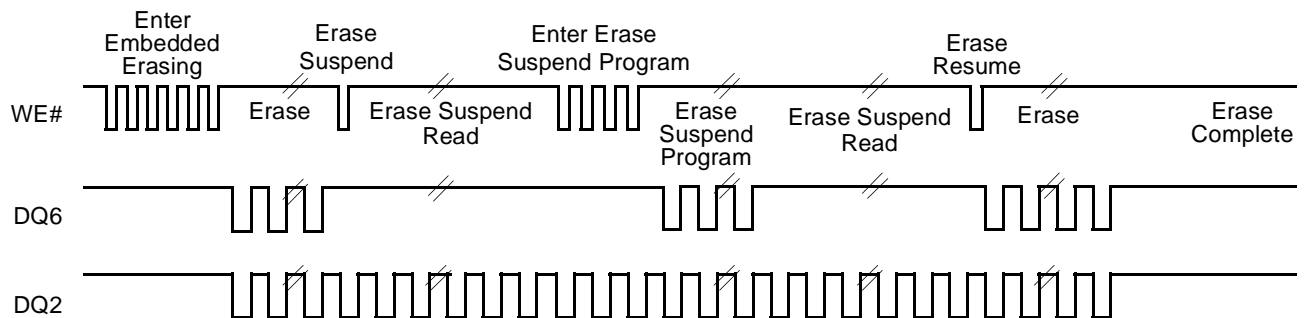 Enter
Embedded
Erasing
Erase
Suspend
Enter Erase
Suspend Program
Erase
Resume
WE#
Erase
Erase Suspend
Read
Erase
Suspend
Program
Erase Suspend
Read
Erase
Erase
Complete
DQ6
DQ2